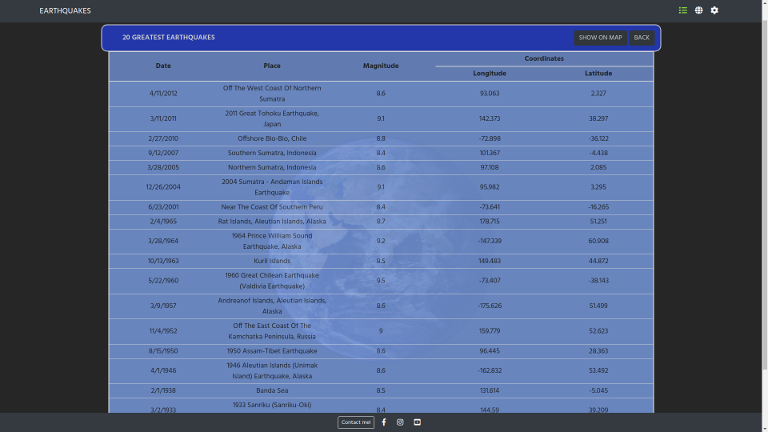 EARTHQUAKES
20 GREATEST EARTHQUAKES SHOW ON MAP BACK
Date Place Magnitude Coordinates
Longitude Latitude
4/11/2012 Off The West Coast Of Northern Sumatra 8.6 93.063 2.327
3/11/2011 2011 Great Tohoku Earthquake, Japan 9.1 142.373 38.297
2/27/2010 Offshore Bio-Bio, Chile 8.8 -72.898 -36.122
9/12/2007 Southern Sumatra, Indonesia 8.4 101.367 -4.438
3/28/2005 Northern Sumatra, Indonesia 8.6 97.108 2.085
12/26/2004 2004 Sumatra - Andaman Islands Earthquake 9.1 95.982 3.295
6/23/2001 Near The Coast Of Southern Peru 8.4 -73.641 -16.265
2/4/1965 Rat Islands, Aleutian Islands, Alaska 8.7 178.715 51.251
3/28/1964 1964 Prince William Sound Earthquake, Alaska 9.2 -147.339 60.908
10/13/1963 Kuril Islands 8.5 149.483 44.872
5/22/1960 1960 Great Chilean Earthquake (Valdivia Earthquake) 9.5 -73.407 -38.143
3/9/1957 Andreanof Islands, Aleutian Islands, Alaska 8.6 -175.626 51.499
11/4/1952 Off The East Coast Of The Kamchatka Peninsula, Russia 9 159.779 52.623
8/15/1950 1950 Assam-Tibet Earthquake 8.6 96.445 28.363
4/1/1946 1946 Aleutian Islands (Unimak Island) Earthquake, Alaska 8.6 -162.832 53.492
2/1/1938 Banda Sea 8.5 131.614 -5.045
3/2/1933 1933 Sanriku (Sanriku-Oki) 8.4 144.59 39.209
Contact me!